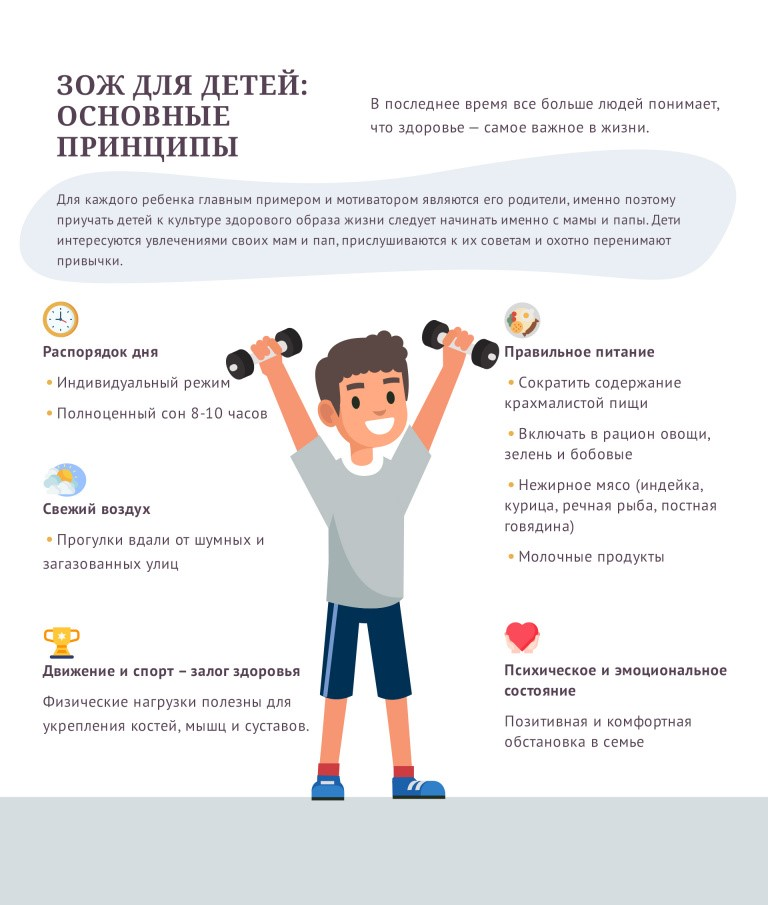 ЗОЖ ДЛЯ ДЕТЕЙ:
ОСНОВНЫЕ
ПРИНЦИПЫ
В последнее время все больше людей понимает,
что здоровье — самое важное в жизни.
Для каждого ребенка главным примером и мотиватором являются его родители, именно поэтому
приучать детей к культуре здорового образа жизни следует начинать именно с мамы и папы. Дети
интересуются увлечениями своих мам и пап, прислушиваются к их советам и охотно перенимают
привычки.
Распорядок дня
• Индивидуальный режим
• Полноценный сон 8-10 часов
Свежий воздух
• Прогулки вдали от шумных и
загазованных улиц
Движение и спорт – залог здоровья
Физические нагрузки полезны для
укрепления костей, мышц и суставов.
Правильное питание
• Сократить содержание
крахмалистой пищи
• Включать в рацион овощи,
зелень и бобовые
• Нежирное мясо (индейка,
курица, речная рыба, постная
говядина)
• Молочные продукты
Психическое и эмоциональное
состояние
Позитивная и комфортная
обстановка в семье